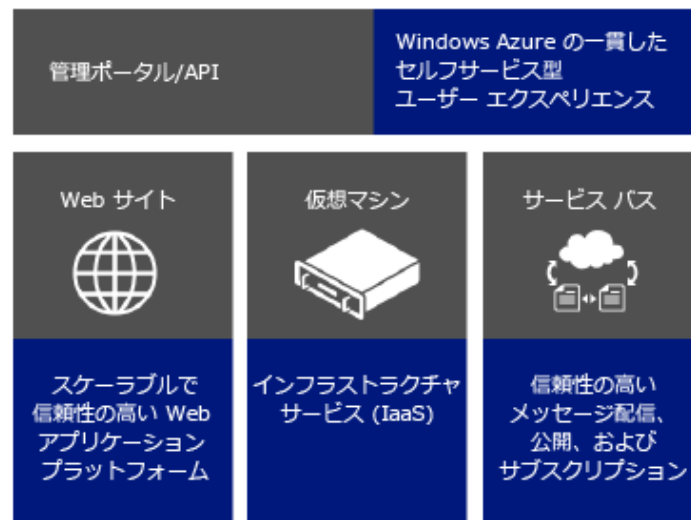 管理ポータル/API
Windows Azure の一貫した
セルフサービス型
ユーザー エクスペリエンス
Web サイト
スケーラブルで
信頼性の高い Web
アプリケーション
プラットフォーム
仮想マシン
インフラストラクチャ
サービス (IaaS)
サービス バス
信頼性の高い
メッセージ配信、
公開、および
サブスクリプション